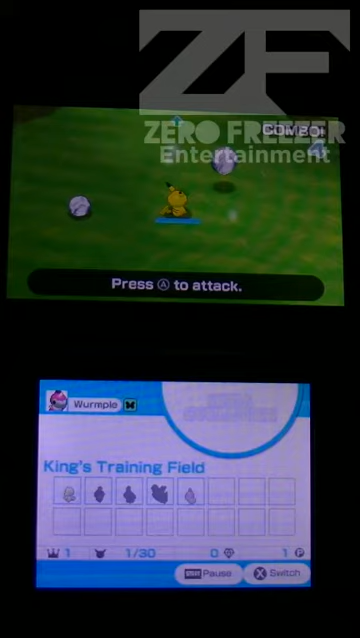 ZF
ZERO FREEZER
Entertainment
COMBO!
Press Ⓐ to attack.
Wurmple
King's Training Field
1
1/30
0
1 Ⓟ
Pause
Ⓧ Switch